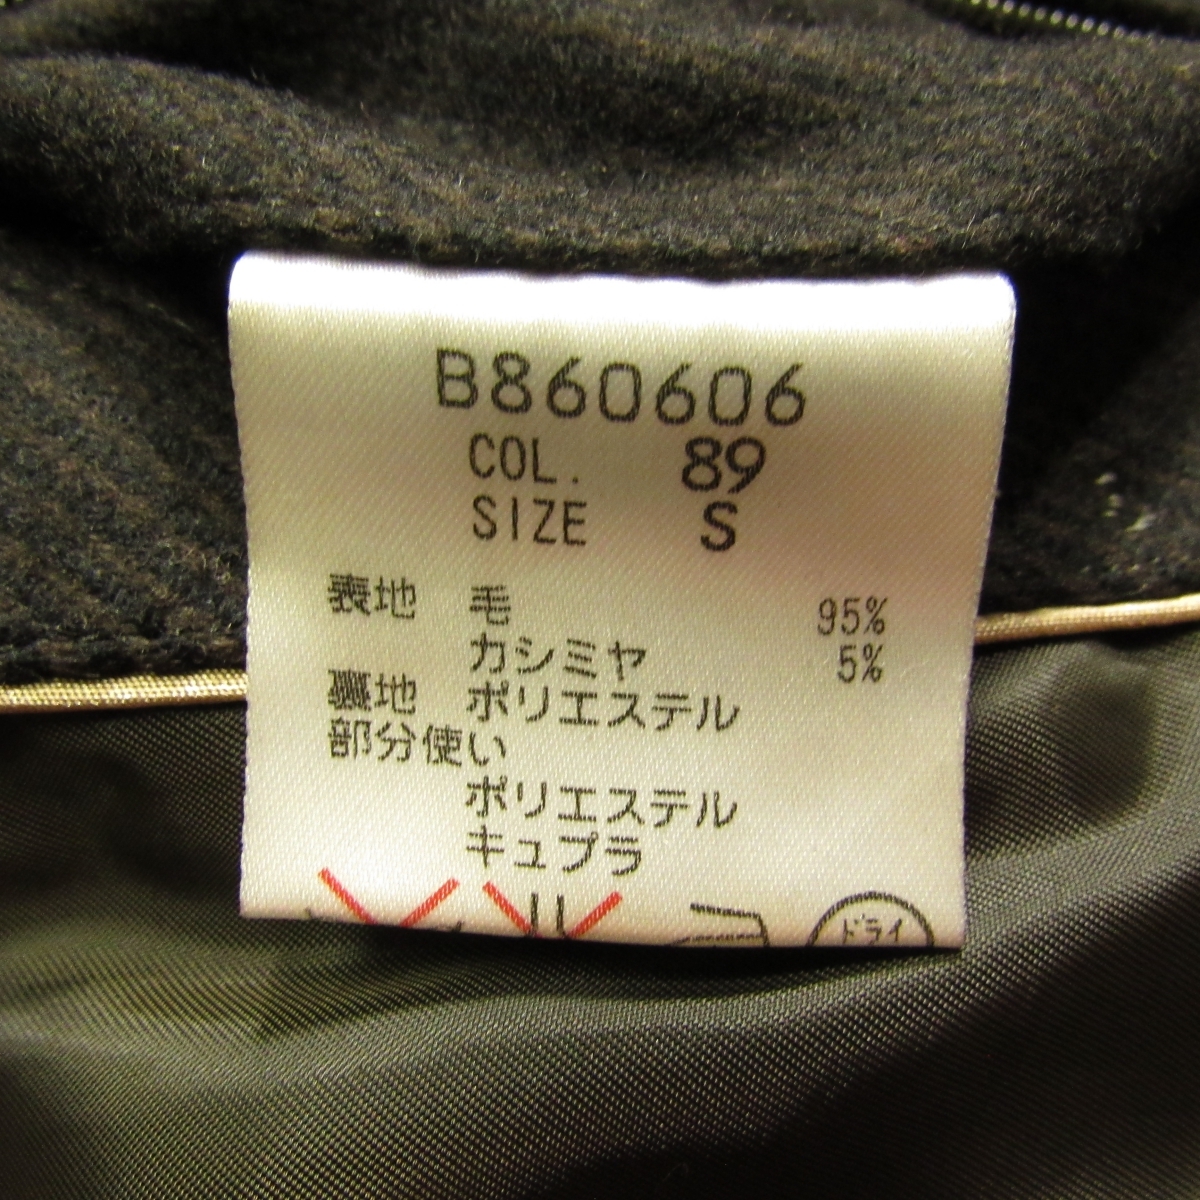 B860606
COL. 89
SIZE S
表地 毛 95%
カシミヤ 5%
裏地 ポリエステル
部分使い
ポリエステル
キュプラ
ドライ